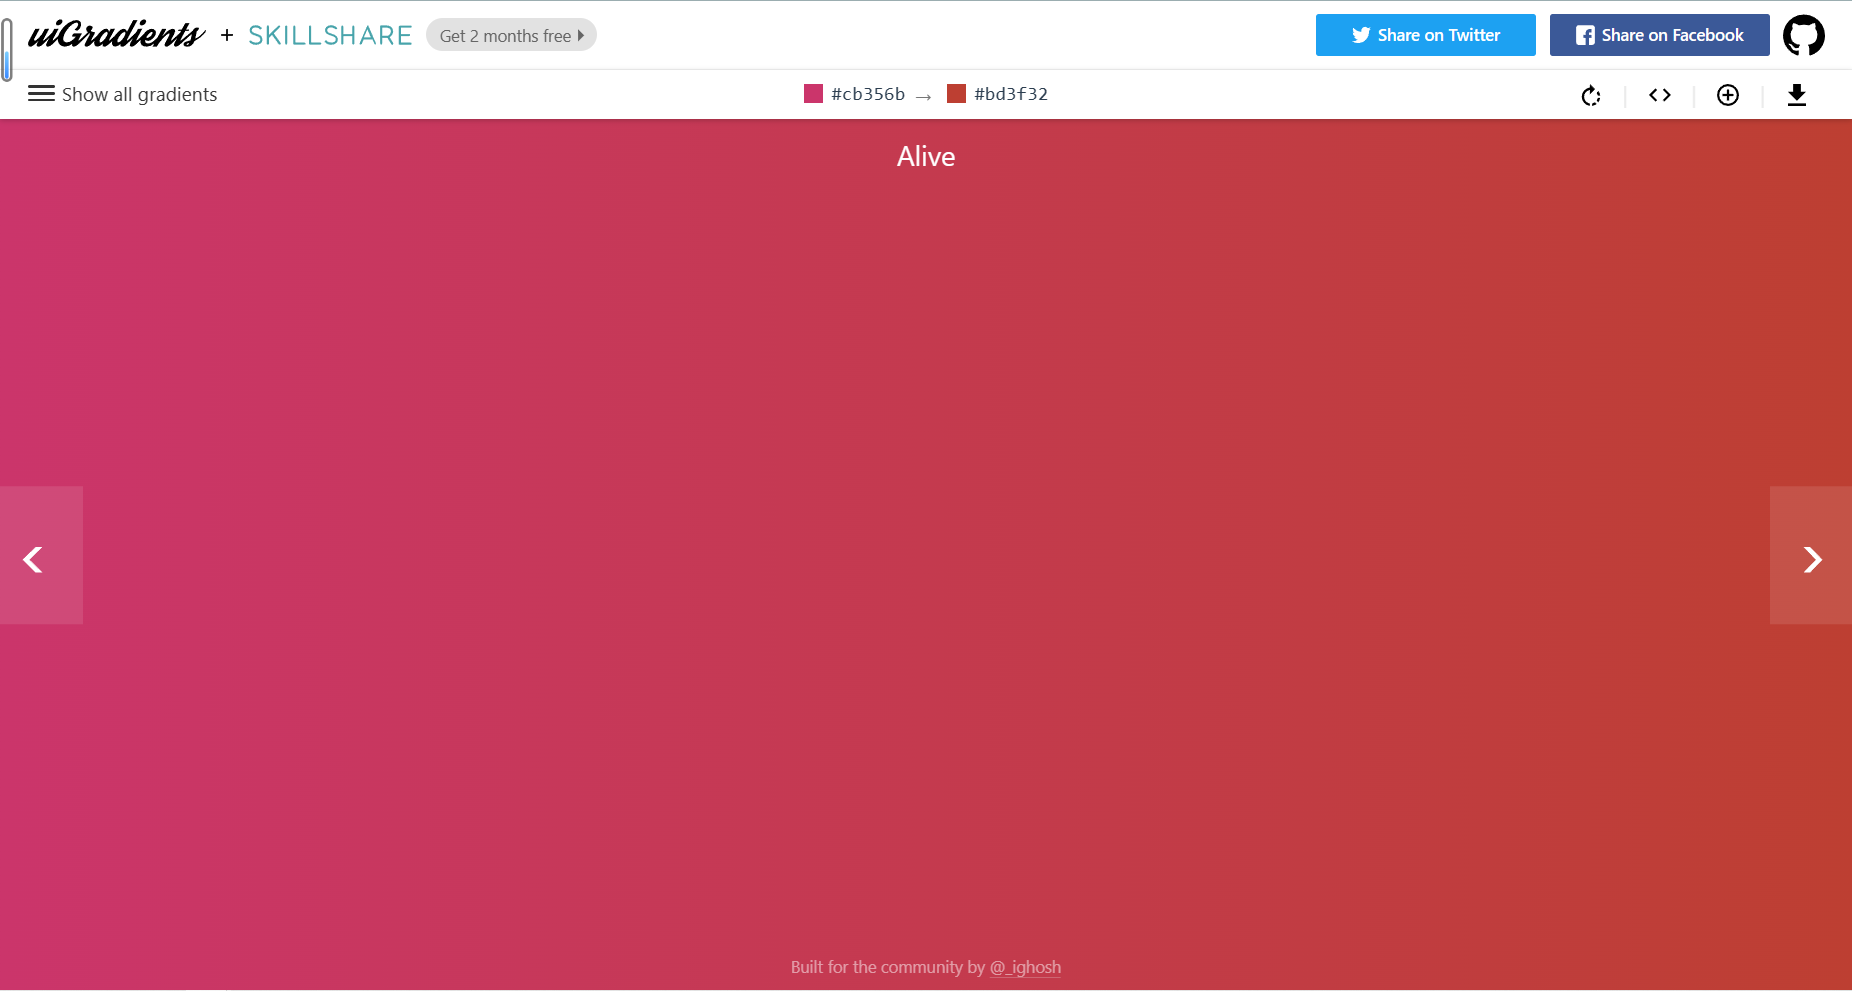 uiGradients + SKILLSHARE Get 2 months free Share on Twitter Share on Facebook
Show all gradients #cb356b → #bd3f32
Alive
Built for the community by @_ighosh